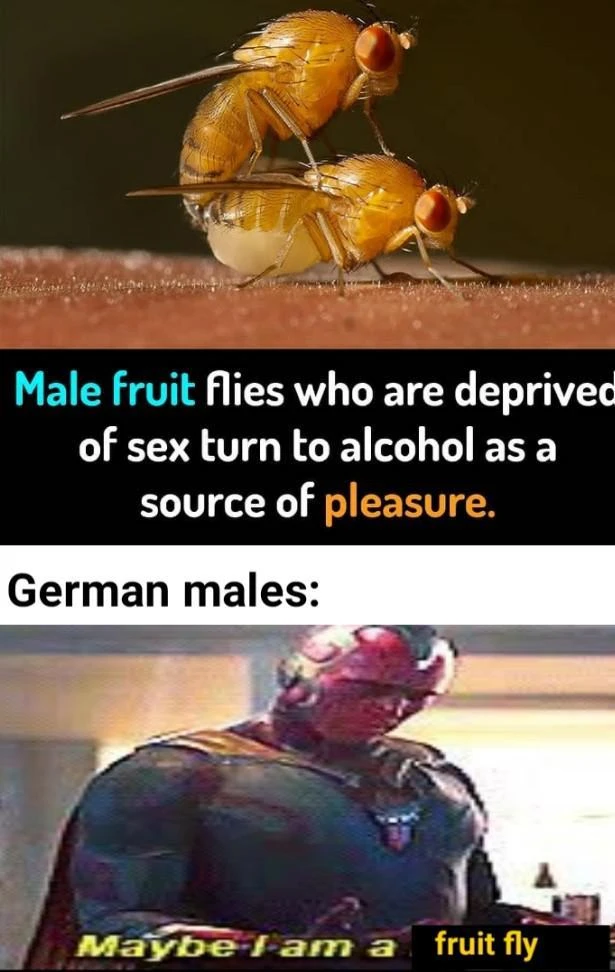 Male fruit flies who are deprived
of sex turn to alcohol as a
source of pleasure.
German males:
Maybe I am a fruit fly